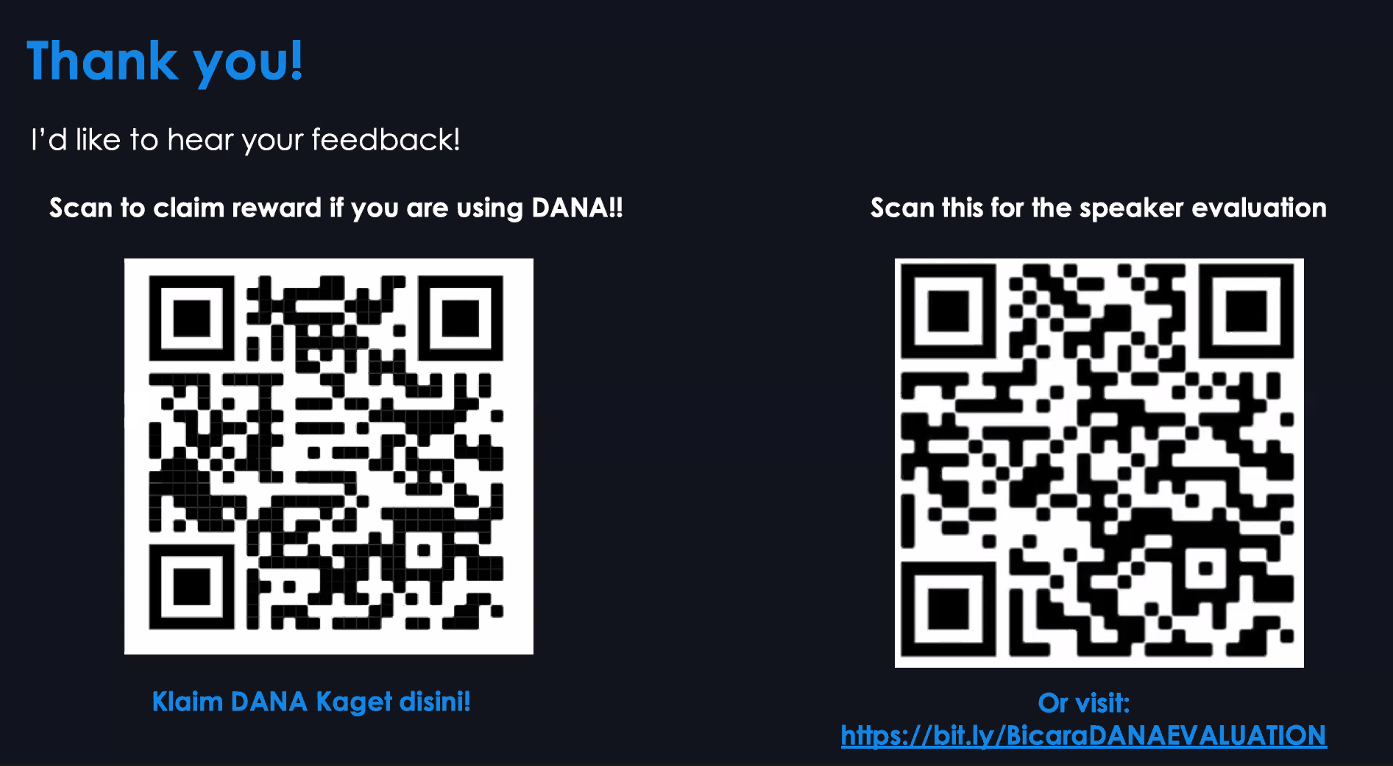 Thank you!
I'd like to hear your feedback!
Scan to claim reward if you are using DANA!!
Scan this for the speaker evaluation
Klaim DANA Kaget disini!
Or visit:
https://bit.ly/BicaraDANAEVALUATION